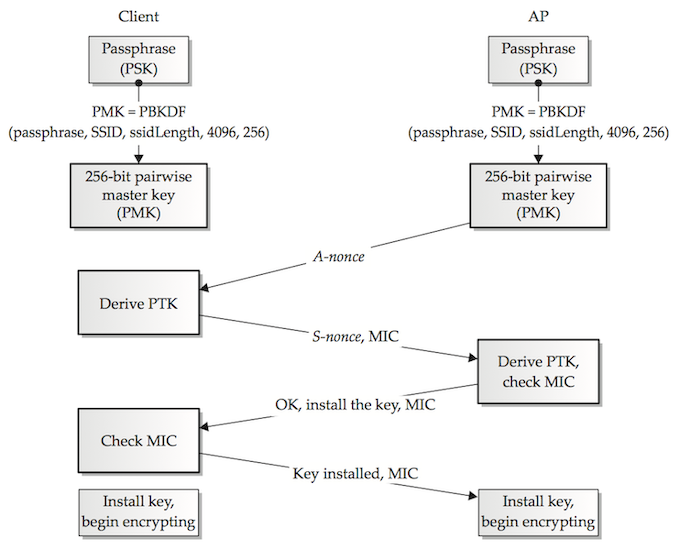 Client
AP
Passphrase
(PSK)
Passphrase
(PSK)
PMK = PBKDF
(passphrase, SSID, ssidLength, 4096, 256)
PMK = PBKDF
(passphrase, SSID, ssidLength, 4096, 256)
256-bit pairwise
master key
(PMK)
256-bit pairwise
master key
(PMK)
A-nonce
Derive PTK
S-nonce, MIC
Derive PTK,
check MIC
OK, install the key, MIC
Check MIC
Key installed, MIC
Install key,
begin encrypting
Install key,
begin encrypting